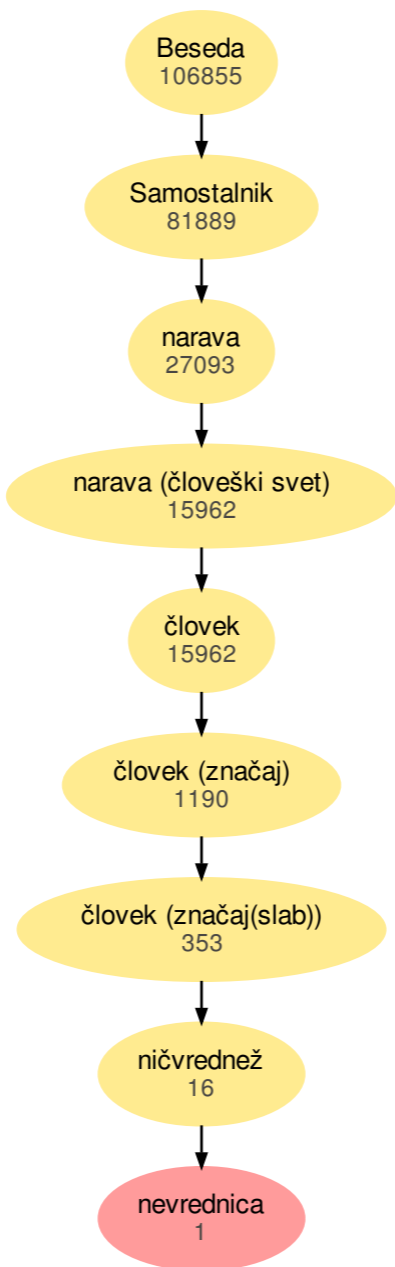 Beseda
106855
Samostalnik
81889
narava
27093
narava (človeški svet)
15962
človek
15962
človek (značaj)
1190
človek (značaj(slab))
353
ničvrednež
16
nevrednica
1